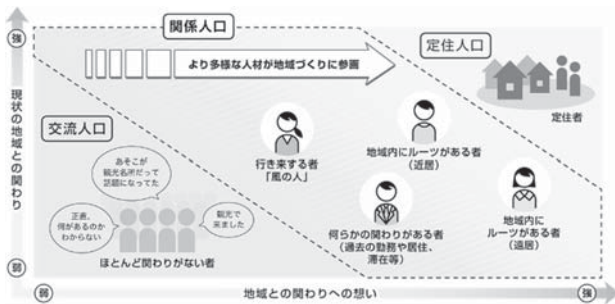 関係人口
強
より多様な人材が地域づくりに参画
定住人口
定住者
現状の地域との関わり
交流人口
あそこが
観光名所だって
話題になってた
正直、
何があるのか
わからない
観光で
来ました
ほとんど関わりがない者
行き来する者
「風の人」
地域内にルーツがある者
(近居)
何らかの関わりがある者
(過去の勤務や居住、
滞在等)
地域内に
ルーツがある者
(遠居)
弱
弱
地域との関わりへの想い
強